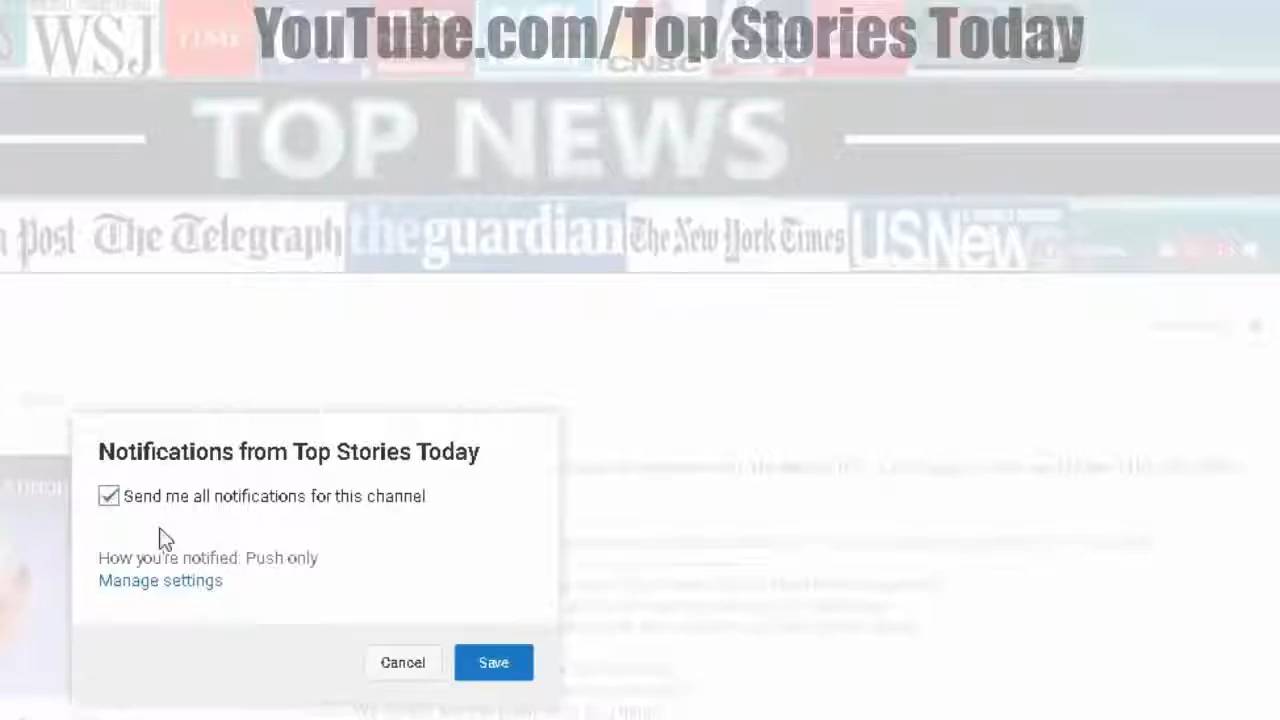 YouTube.com/Top Stories Today
WSJ
TIME
CNBC
TOP NEWS
Post The Telegraph theguardian The New York Times US News
Notifications from Top Stories Today
Send me all notifications for this channel
How you're notified: Push only
Manage settings
Cancel Save